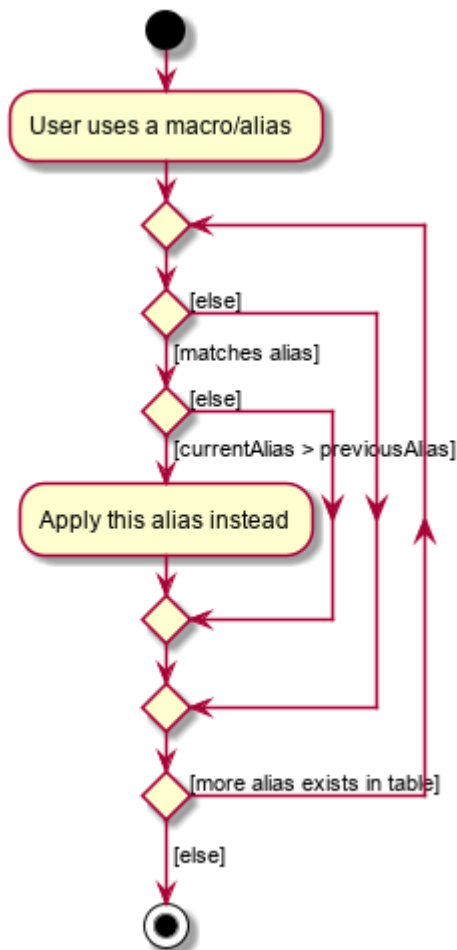 User uses a macro/alias
[else]
[matches alias]
[else]
[currentAlias > previousAlias]
Apply this alias instead
[more alias exists in table]
[else]